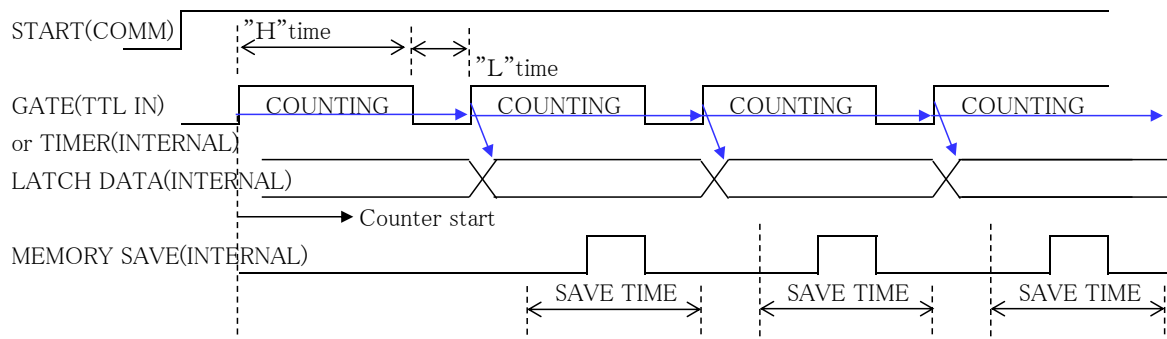 START(COMM)
”H”time
”L”time
GATE(TTL IN)
COUNTING
COUNTING
COUNTING
COUNTING
or TIMER(INTERNAL)
LATCH DATA(INTERNAL)
Counter start
MEMORY SAVE(INTERNAL)
SAVE TIME
SAVE TIME
SAVE TIME